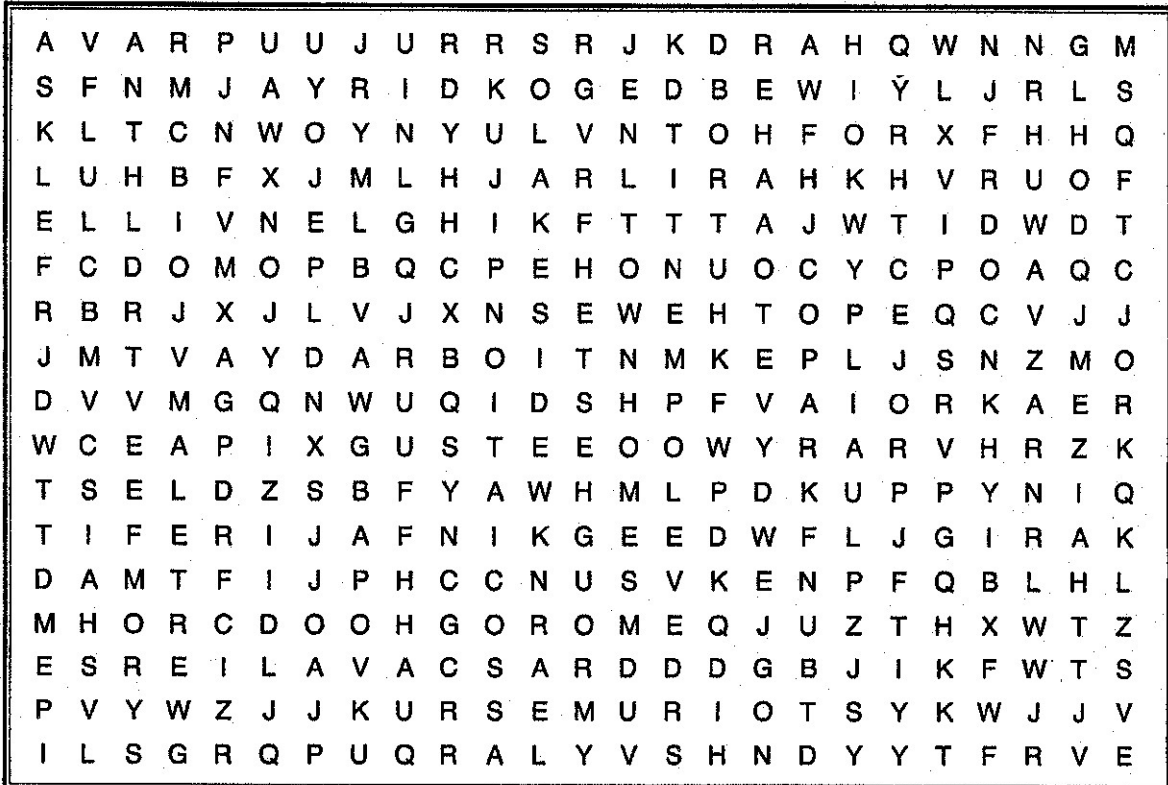 A V A R P U U J U R R S R J K D R A H Q W N N G M
S F N M J A Y R I D K O G E D B E W I Y L J R L S
K L T C N W O Y N Y U L V N T O H F O R X F H H Q
L U H B F X J M L H J A R L I R A H K H V R U O F
E L L I V N E L G H I K F T T T A J W T I D W D T
F C D O M O P B Q C P E H O N U O C Y C P O A Q C
R B R J X J L V J X N S E W E H T O P E Q C V J J
J M T V A Y D A R B O I T N M K E P L J S N Z M O
D V V M G Q N W U Q I D S H P F V A I O R K A E R
W C E A P I X G U S T E E O O W Y R A R V H R Z K
T S E L D Z S B F Y A W H M L P D K U P P Y N I Q
T I F E R I J A F N I K G E E D W F L J G I R A K
D A M T F I J P H C C N U S V K E N P F Q B L H L
M H O R C D O O H G O R O M E Q J U Z T H X W T Z
E S R E I L A V A C S A R D D D G B J I K F W T S
P V Y W Z J J K U R S E M U R I O T S Y K W J J V
I L S G R Q P U Q R A L Y V S H N D Y Y T F R V E